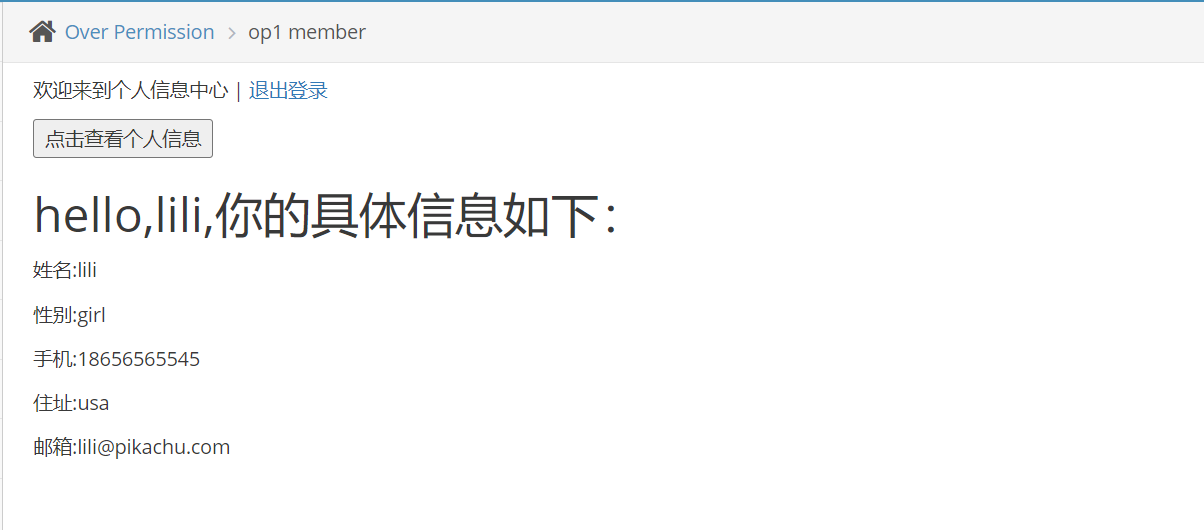 Over Permission > op1 member
欢迎来到个人信息中心 | 退出登录
点击查看个人信息
hello,lili,你的具体信息如下：
姓名:lili
性别:girl
手机:18656565545
住址:usa
邮箱:lili@pikachu.com